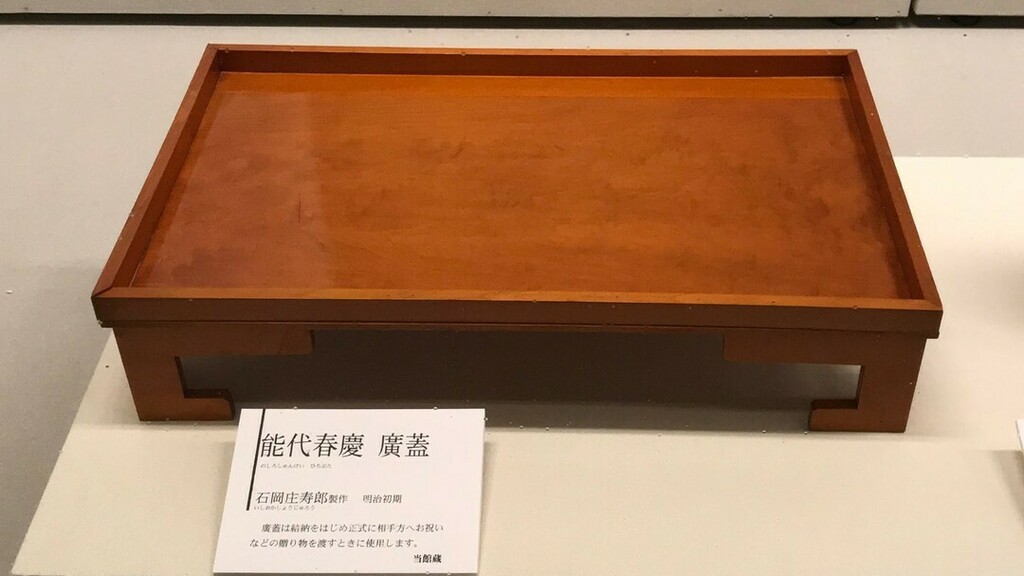 能代春慶 廣蓋
のしろしゅんけい ひろぶた
石岡庄寿郎製作 明治初期
いしおかしょうじゅろう
廣蓋は結納をはじめ正式に相手方へお祝い
などの贈り物を渡すときに使用します。
当館蔵